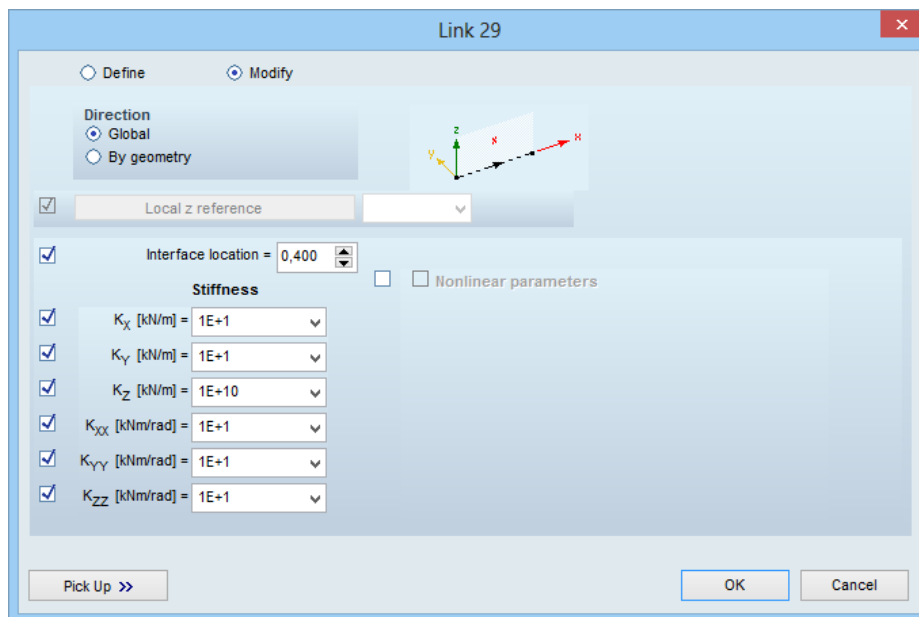 Link 29
Define Modify
Direction
Global
By geometry
z
x
x
y
Local z reference
Interface location = 0,400
Nonlinear parameters
Stiffness
KX [kN/m] = 1E+1
KY [kN/m] = 1E+1
KZ [kN/m] = 1E+10
KXX [kNm/rad] = 1E+1
KYY [kNm/rad] = 1E+1
KZZ [kNm/rad] = 1E+1
Pick Up >> OK Cancel